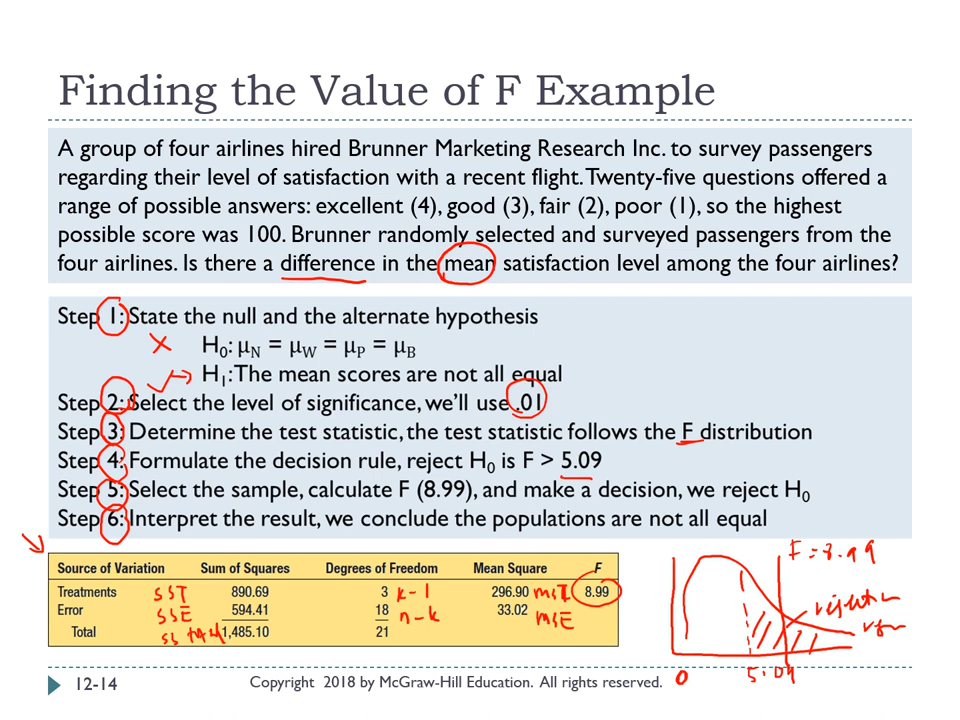 Finding the Value of F Example
A group of four airlines hired Brunner Marketing Research Inc. to survey passengers
regarding their level of satisfaction with a recent flight. Twenty-five questions offered a
range of possible answers: excellent (4), good (3), fair (2), poor (1), so the highest
possible score was 100. Brunner randomly selected and surveyed passengers from the
four airlines. Is there a difference in the mean satisfaction level among the four airlines?
Step 1: State the null and the alternate hypothesis
H₀: μ_N = μ_W = μ_P = μ_B
H₁: The mean scores are not all equal
Step 2: Select the level of significance, we'll use .01
Step 3: Determine the test statistic, the test statistic follows the F distribution
Step 4: Formulate the decision rule, reject H₀ is F > 5.09
Step 5: Select the sample, calculate F (8.99), and make a decision, we reject H₀
Step 6: Interpret the result, we conclude the populations are not all equal
Source of Variation Sum of Squares Degrees of Freedom Mean Square F
Treatments SST 890.69 3 k-1 296.90 MST 8.99
Error SSE 594.41 18 n-k 33.02 MSE
Total SS total 1,485.10 21
F = 8.99
rejection
0 5.09
12-14 Copyright 2018 by McGraw-Hill Education. All rights reserved.